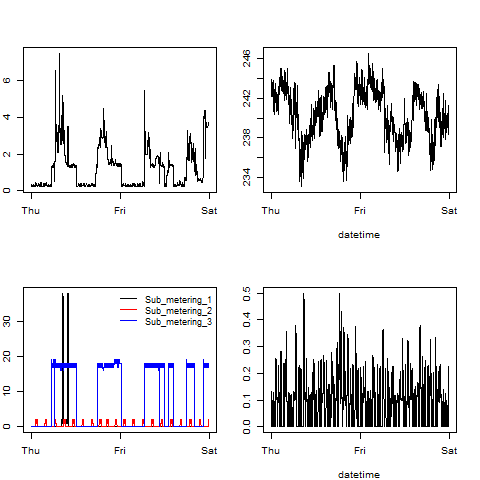 0 2 4 6
Thu Fri Sat
234 238 242 246
Thu Fri Sat
datetime
0 10 20 30
Sub_metering_1
Sub_metering_2
Sub_metering_3
Thu Fri Sat
0.0 0.1 0.2 0.3 0.4 0.5
Thu Fri Sat
datetime